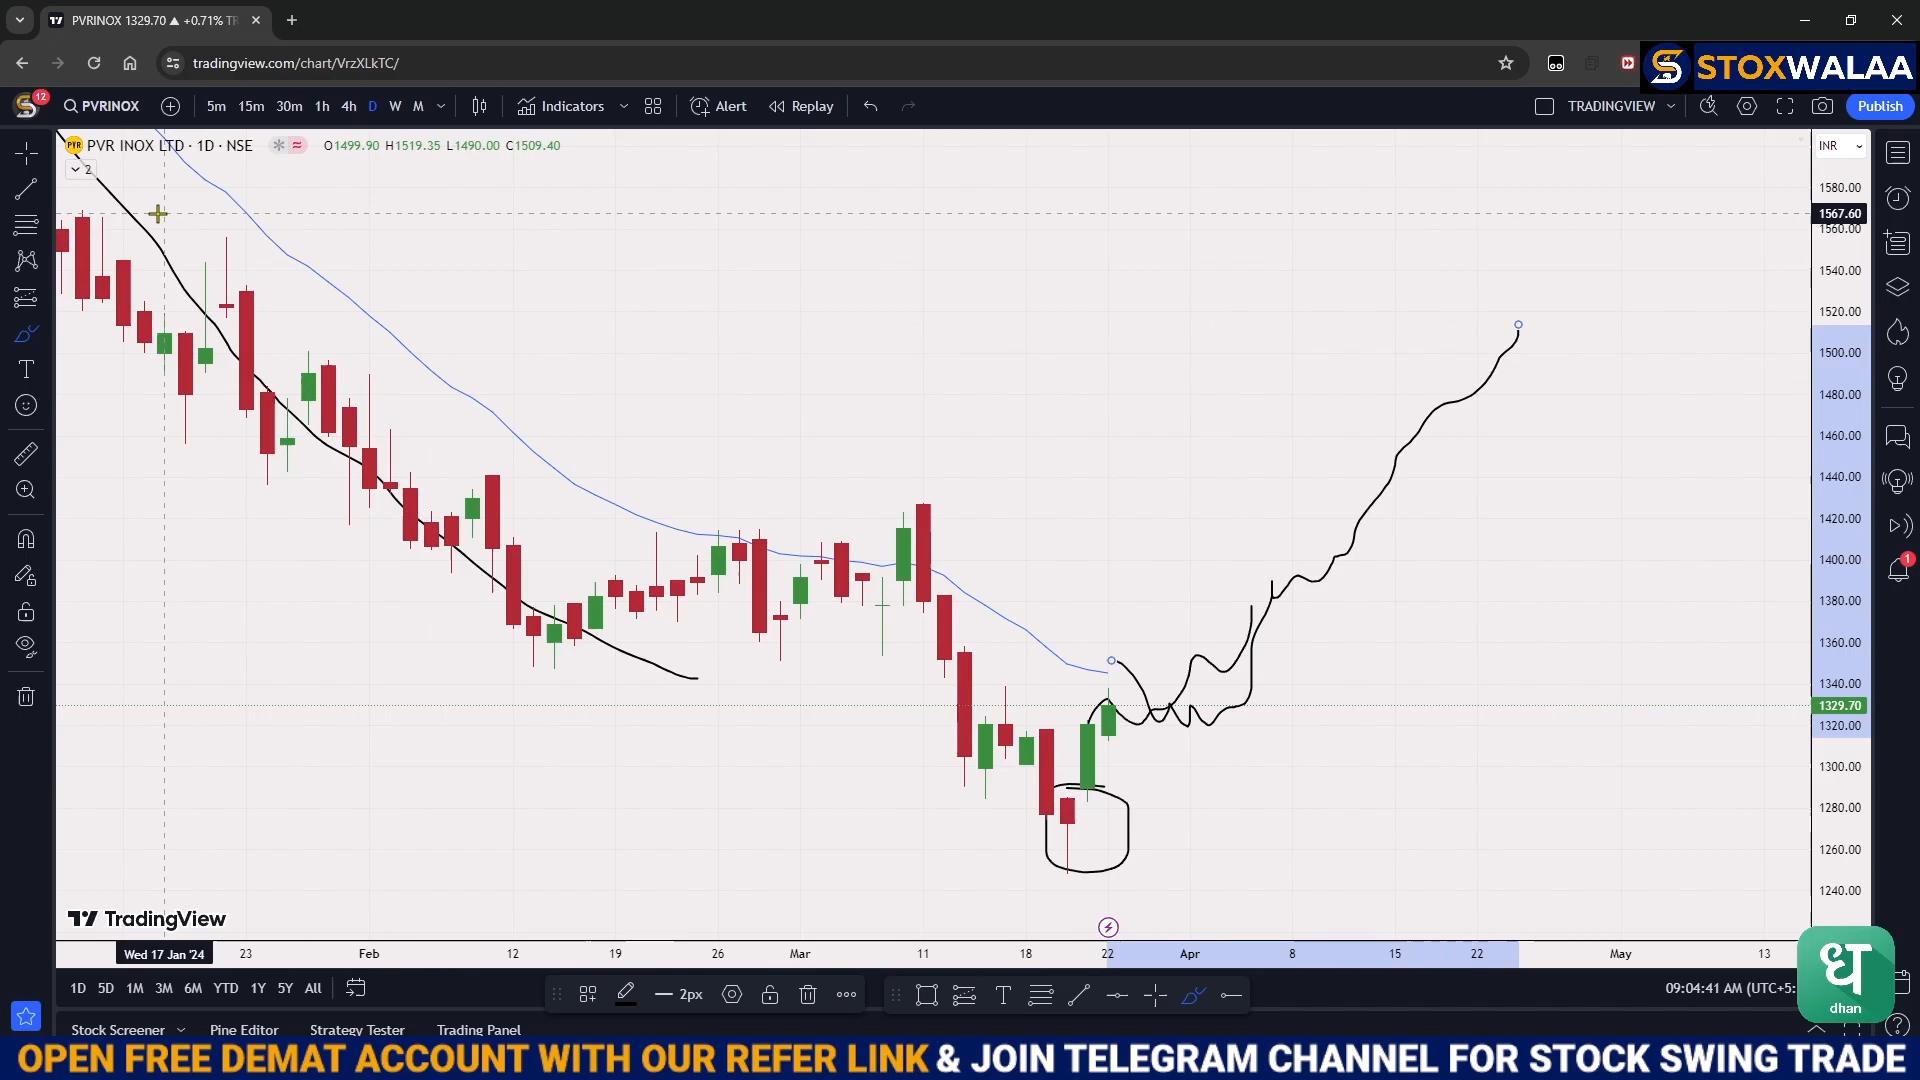 PVRINOX 1329.70 ▲ +0.71% TR
tradingview.com/chart/VrzXLkTC/
STOXWALAA
12
PVRINOX 5m 15m 30m 1h 4h D W M Indicators Alert Replay TRADINGVIEW Publish
PVR PVR INOX LTD · 1D · NSE O1499.90 H1519.35 L1490.00 C1509.40
INR
2
1580.00
1567.60
1560.00
1540.00
1520.00
1500.00
1480.00
1460.00
1440.00
1420.00
1400.00
1
1380.00
1360.00
1340.00
1329.70
1320.00
1300.00
1280.00
1260.00
1240.00
TradingView
Wed 17 Jan '24 23 Feb 12 19 26 Mar 11 18 22 Apr 8 15 22 May 13
1D 5D 1M 3M 6M YTD 1Y 5Y All
2px
09:04:41 AM (UTC+5:
ध
dhan
Stock Screener Pine Editor Strategy Tester Trading Panel
OPEN FREE DEMAT ACCOUNT WITH OUR REFER LINK & JOIN TELEGRAM CHANNEL FOR STOCK SWING TRADE